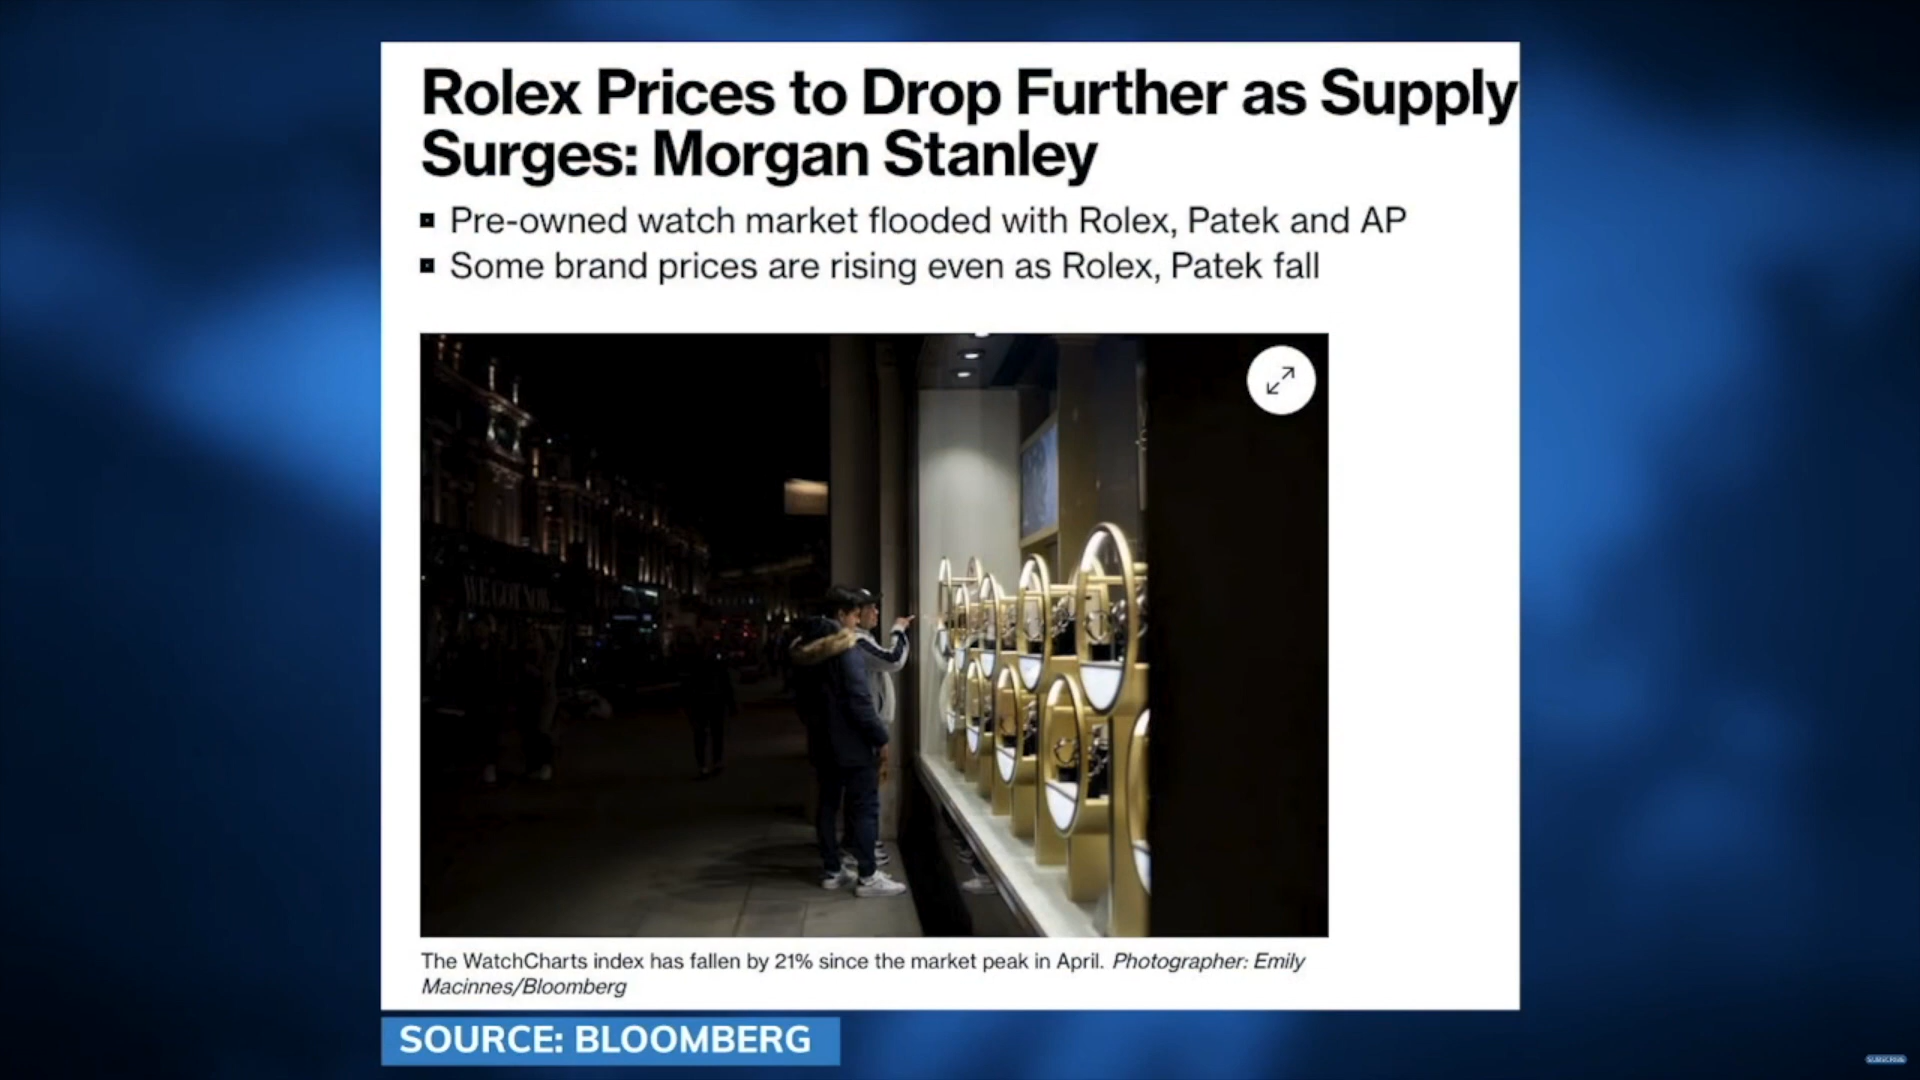 Rolex Prices to Drop Further as Supply
Surges: Morgan Stanley
Pre-owned watch market flooded with Rolex, Patek and AP
Some brand prices are rising even as Rolex, Patek fall
The WatchCharts index has fallen by 21% since the market peak in April. Photographer: Emily
Macinnes/Bloomberg
SOURCE: BLOOMBERG
SUBSCRIBE